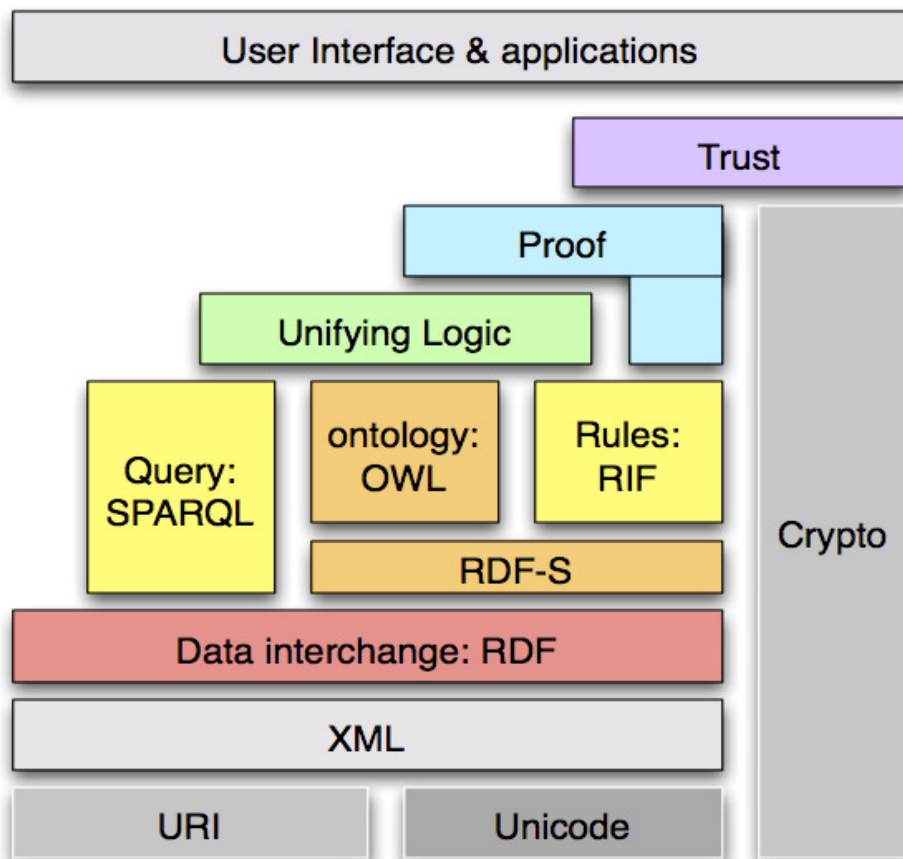 User Interface & applications
Trust
Proof
Unifying Logic
Query:
SPARQL
ontology:
OWL
Rules:
RIF
Crypto
RDF-S
Data interchange: RDF
XML
URI
Unicode